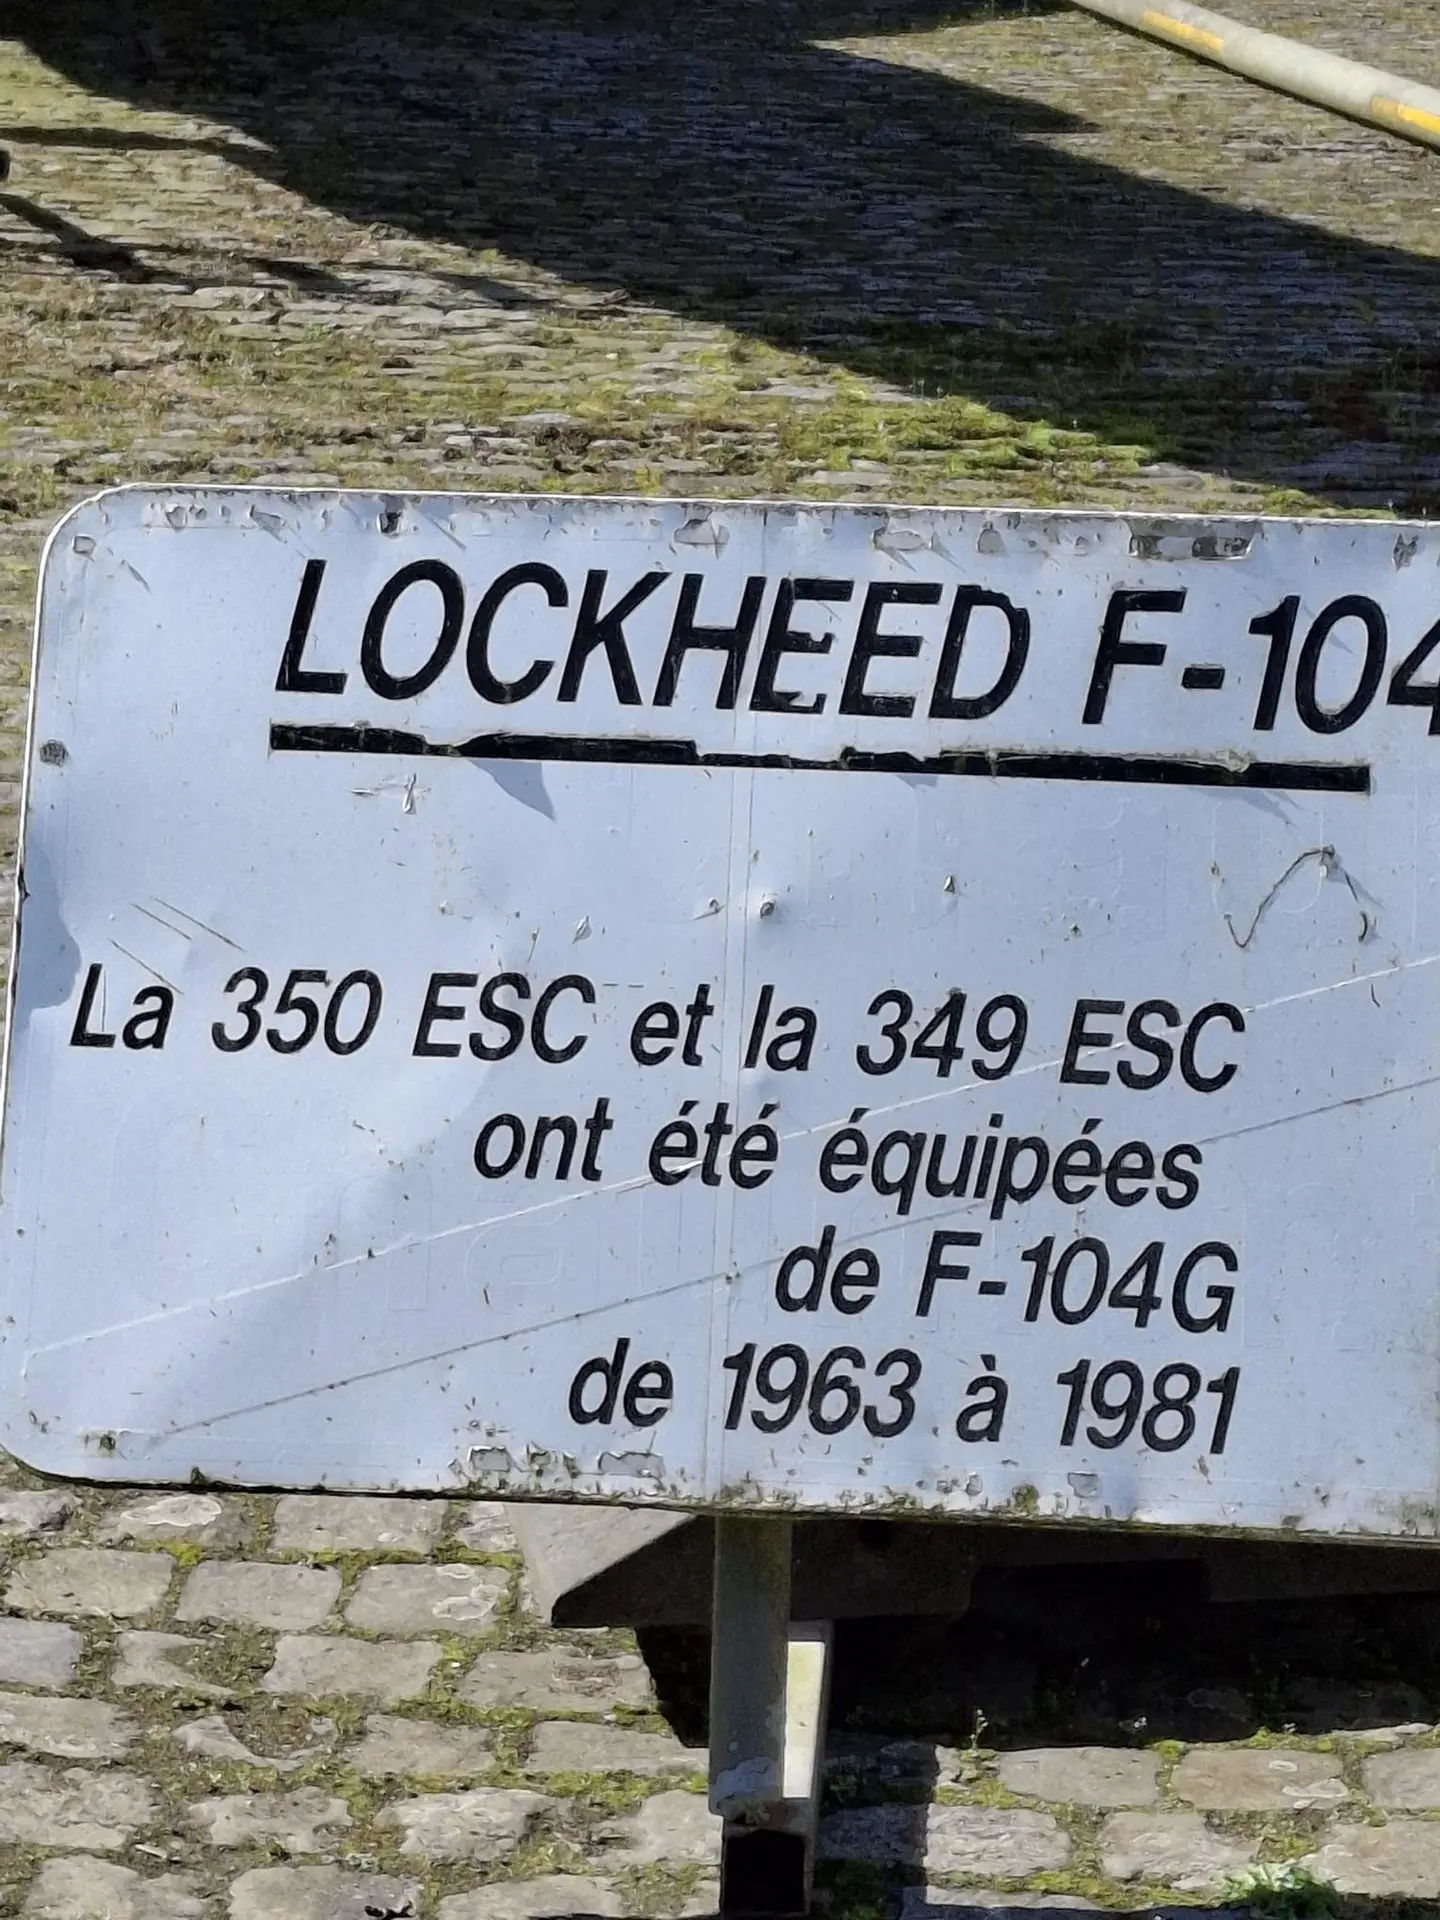 LOCKHEED F-104
La 350 ESC et la 349 ESC
ont été équipées
de F-104G
de 1963 à 1981